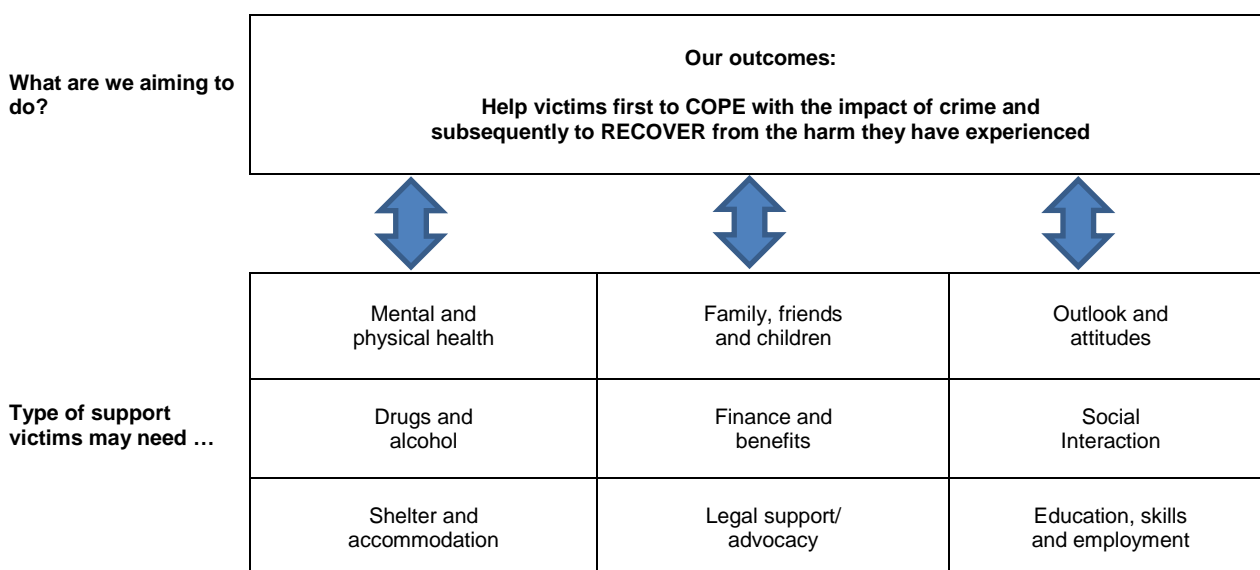 What are we aiming to
do?
Our outcomes:
Help victims first to COPE with the impact of crime and
subsequently to RECOVER from the harm they have experienced
Type of support
victims may need …
Mental and
physical health
Family, friends
and children
Outlook and
attitudes
Drugs and
alcohol
Finance and
benefits
Social
Interaction
Shelter and
accommodation
Legal support/
advocacy
Education, skills
and employment